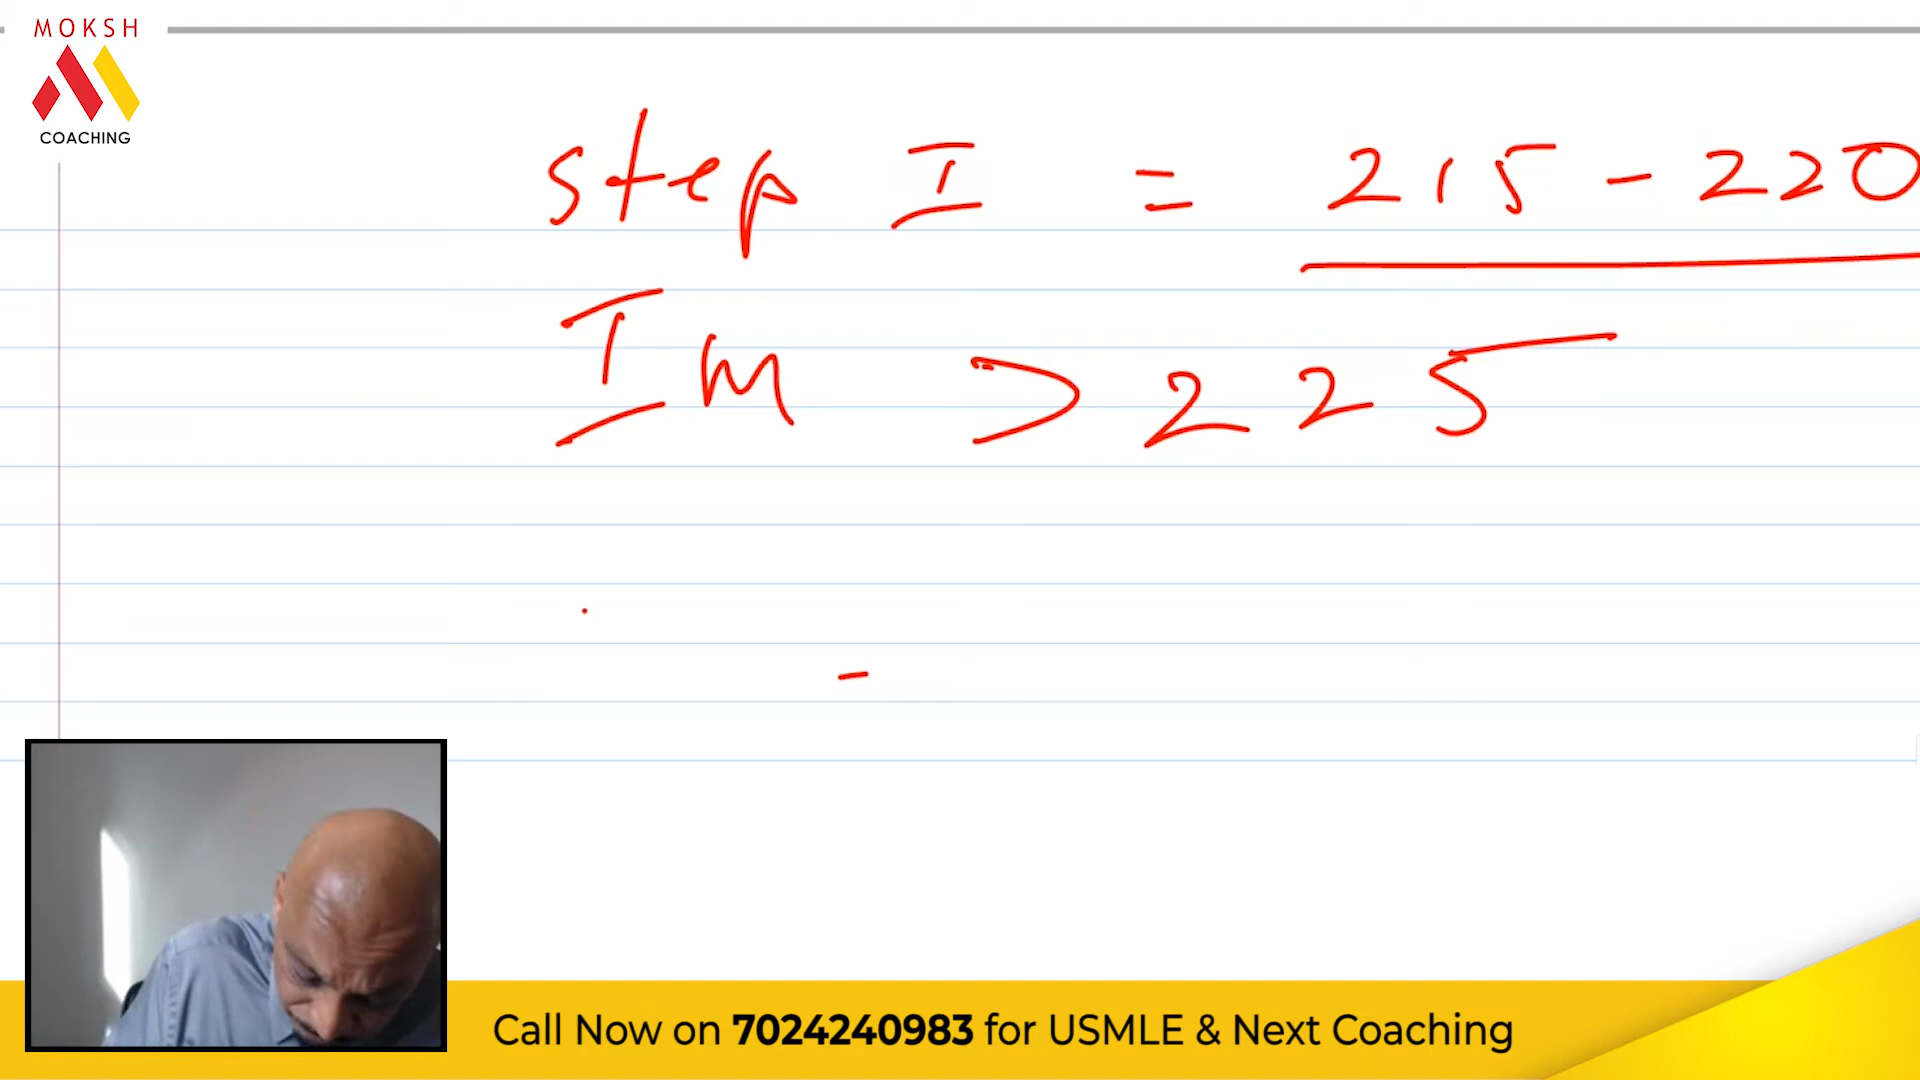 MOKSH
COACHING
step I = 215-220
IM > 225
Call Now on 7024240983 for USMLE & Next Coaching